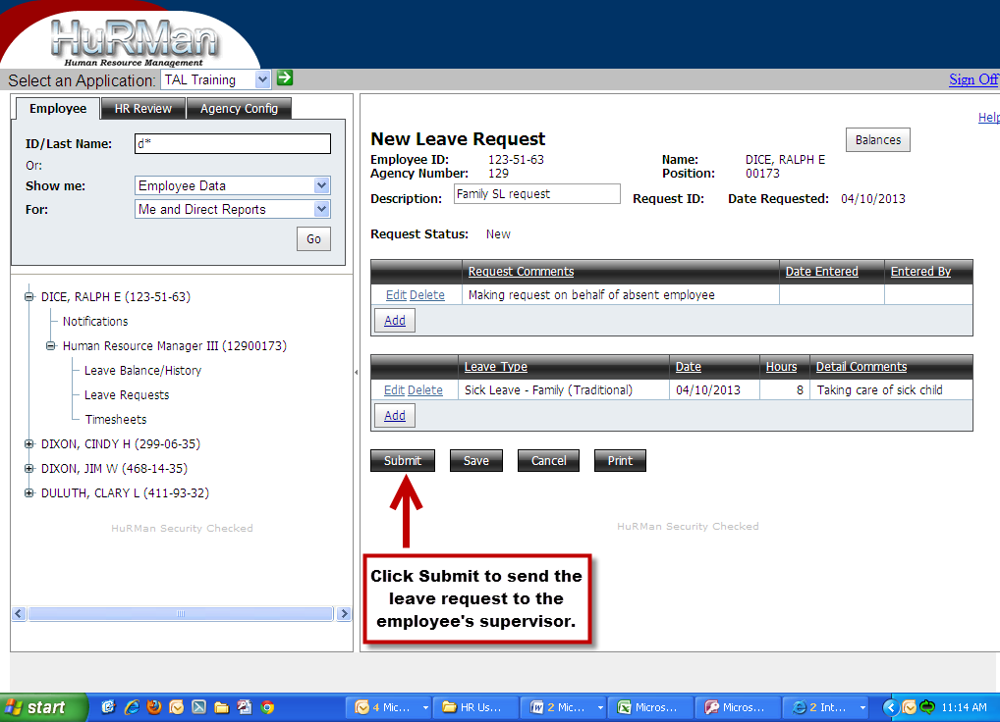 HuRMan
Human Resource Management
Select an Application: TAL Training
Sign Off
Employee HR Review Agency Config
ID/Last Name: d*
Or:
Show me: Employee Data
For: Me and Direct Reports
Go
DICE, RALPH E (123-51-63)
Notifications
Human Resource Manager III (12900173)
Leave Balance/History
Leave Requests
Timesheets
DIXON, CINDY H (299-06-35)
DIXON, JIM W (468-14-35)
DULUTH, CLARY L (411-93-32)
HuRMan Security Checked
Help
New Leave Request
Balances
Employee ID: 123-51-63 Name: DICE, RALPH E
Agency Number: 129 Position: 00173
Description: Family SL request Request ID: Date Requested: 04/10/2013
Request Status: New
Request Comments Date Entered Entered By
Edit Delete Making request on behalf of absent employee
Add
Leave Type Date Hours Detail Comments
Edit Delete Sick Leave - Family (Traditional) 04/10/2013 8 Taking care of sick child
Add
Submit Save Cancel Print
HuRMan Security Checked
Click Submit to send the
leave request to the
employee's supervisor.
start 4 Mic... HR Us... 2 Mic... Micros... Micros... 2 Int... 11:14 AM